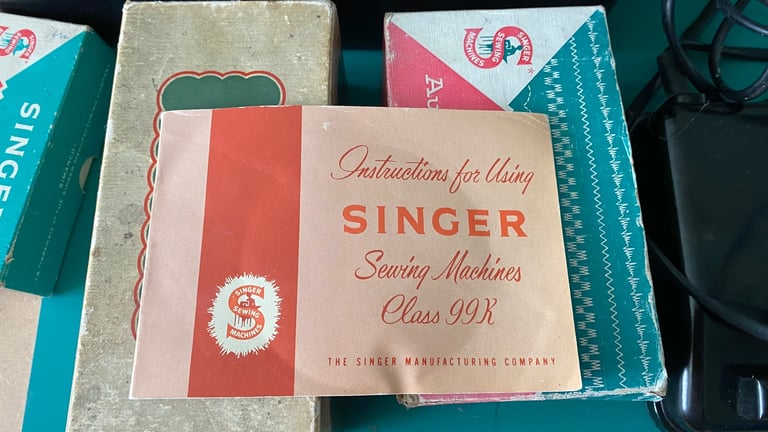 Instructions for Using
SINGER
Sewing Machines
Class 99K
THE SINGER MANUFACTURING COMPANY
SINGER
SEWING
MACHINES
SINGER
SEWING
MACHINES
Au
SINGER
SEWING
MACHINES
SINGER